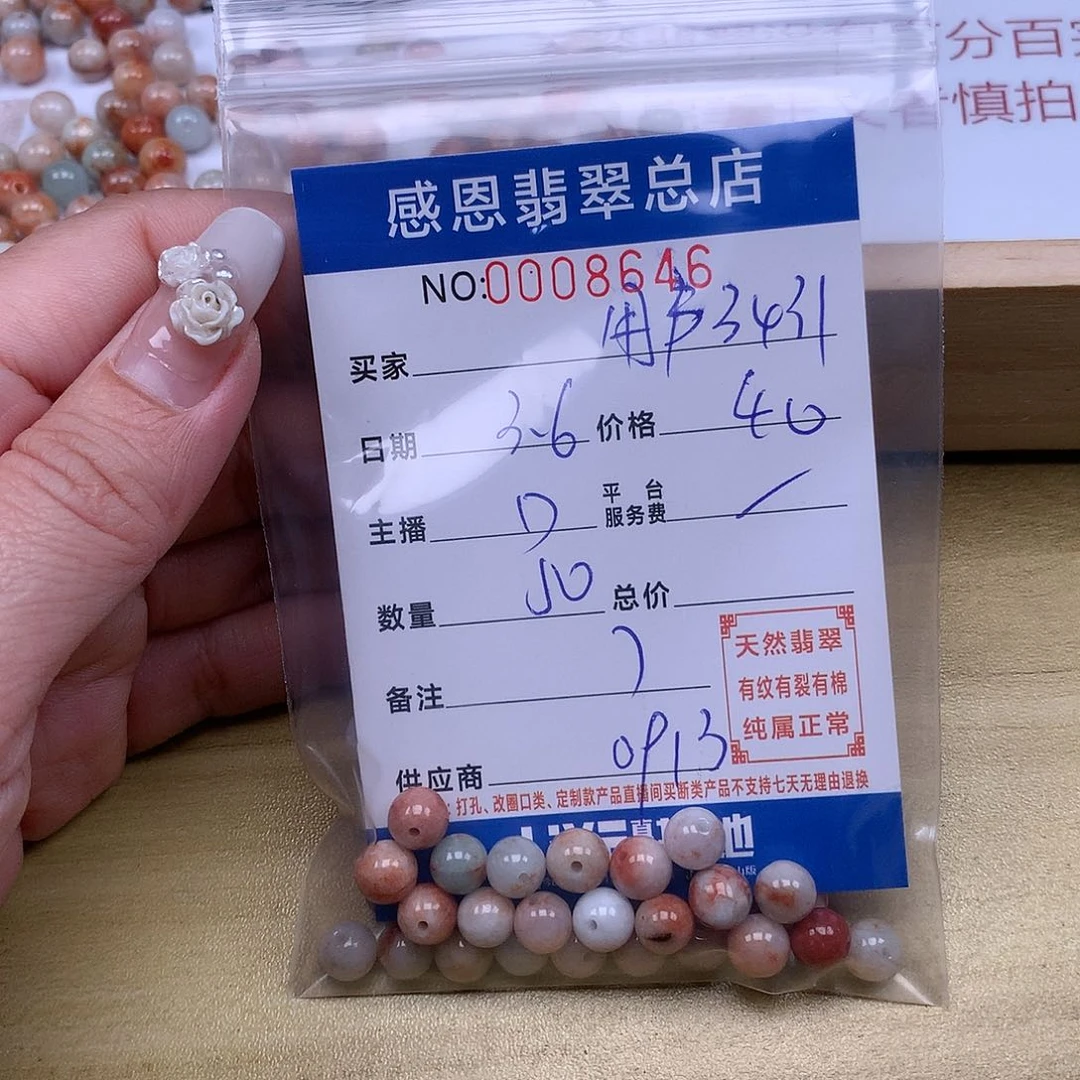 分百
慎拍
感恩翡翠总店
NO:0008646
买家 用户3431
日期 3-6 价格 40
主播 平台服务费
数量 50 总价
备注
天然翡翠
有纹有裂有棉
纯属正常
供应商 0913
打孔、改圈口类、定制款产品直播间买断类产品不支持七天无理由退换